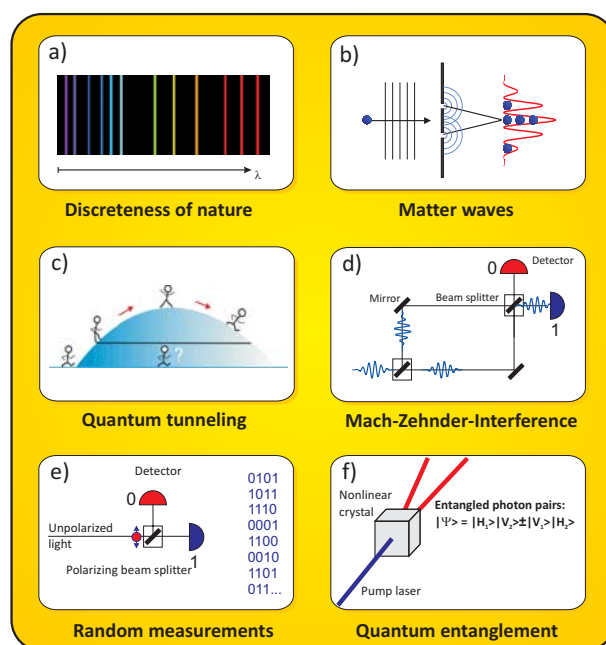 a)
λ
Discreteness of nature
b)
Matter waves
c)
?
Quantum tunneling
d)
0
Detector
Mirror
Beam splitter
1
Mach-Zehnder-Interference
e)
Detector
0
Unpolarized
light
1
Polarizing beam splitter
0101
1011
1110
0001
1100
0010
1101
011...
Random measurements
f)
Nonlinear
crystal
Entangled photon pairs:
|Ψ> = |H₁>|V₂>±|V₁>|H₂>
Pump laser
Quantum entanglement